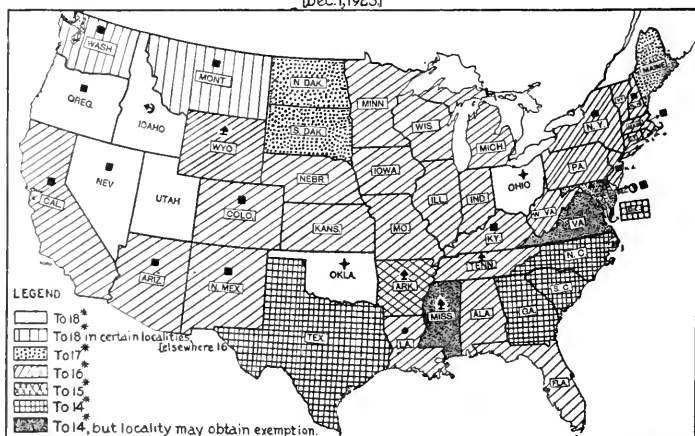 [Dec.1,1923.]
WASH
MONT
N. DAK.
MINN
MAINE
OREG.
IDAHO
WYO
S. DAK.
WIS
MICH
N. Y.
NEV
UTAH
COLO.
NEBR
IOWA
ILL
IND
OHIO
PA
CAL
KANS
MO
KY.
W. VA
VA
ARIZ
N. MEX
OKLA.
ARK
TENN
N. C.
S. C.
TEX
LA
MISS
ALA
GA
FLA.
LEGEND
To 18*
To 18 in certain localities,* [elsewhere 16
To 17*
To 16*
To 15*
To 14*
To 14*, but locality may obtain exemption.